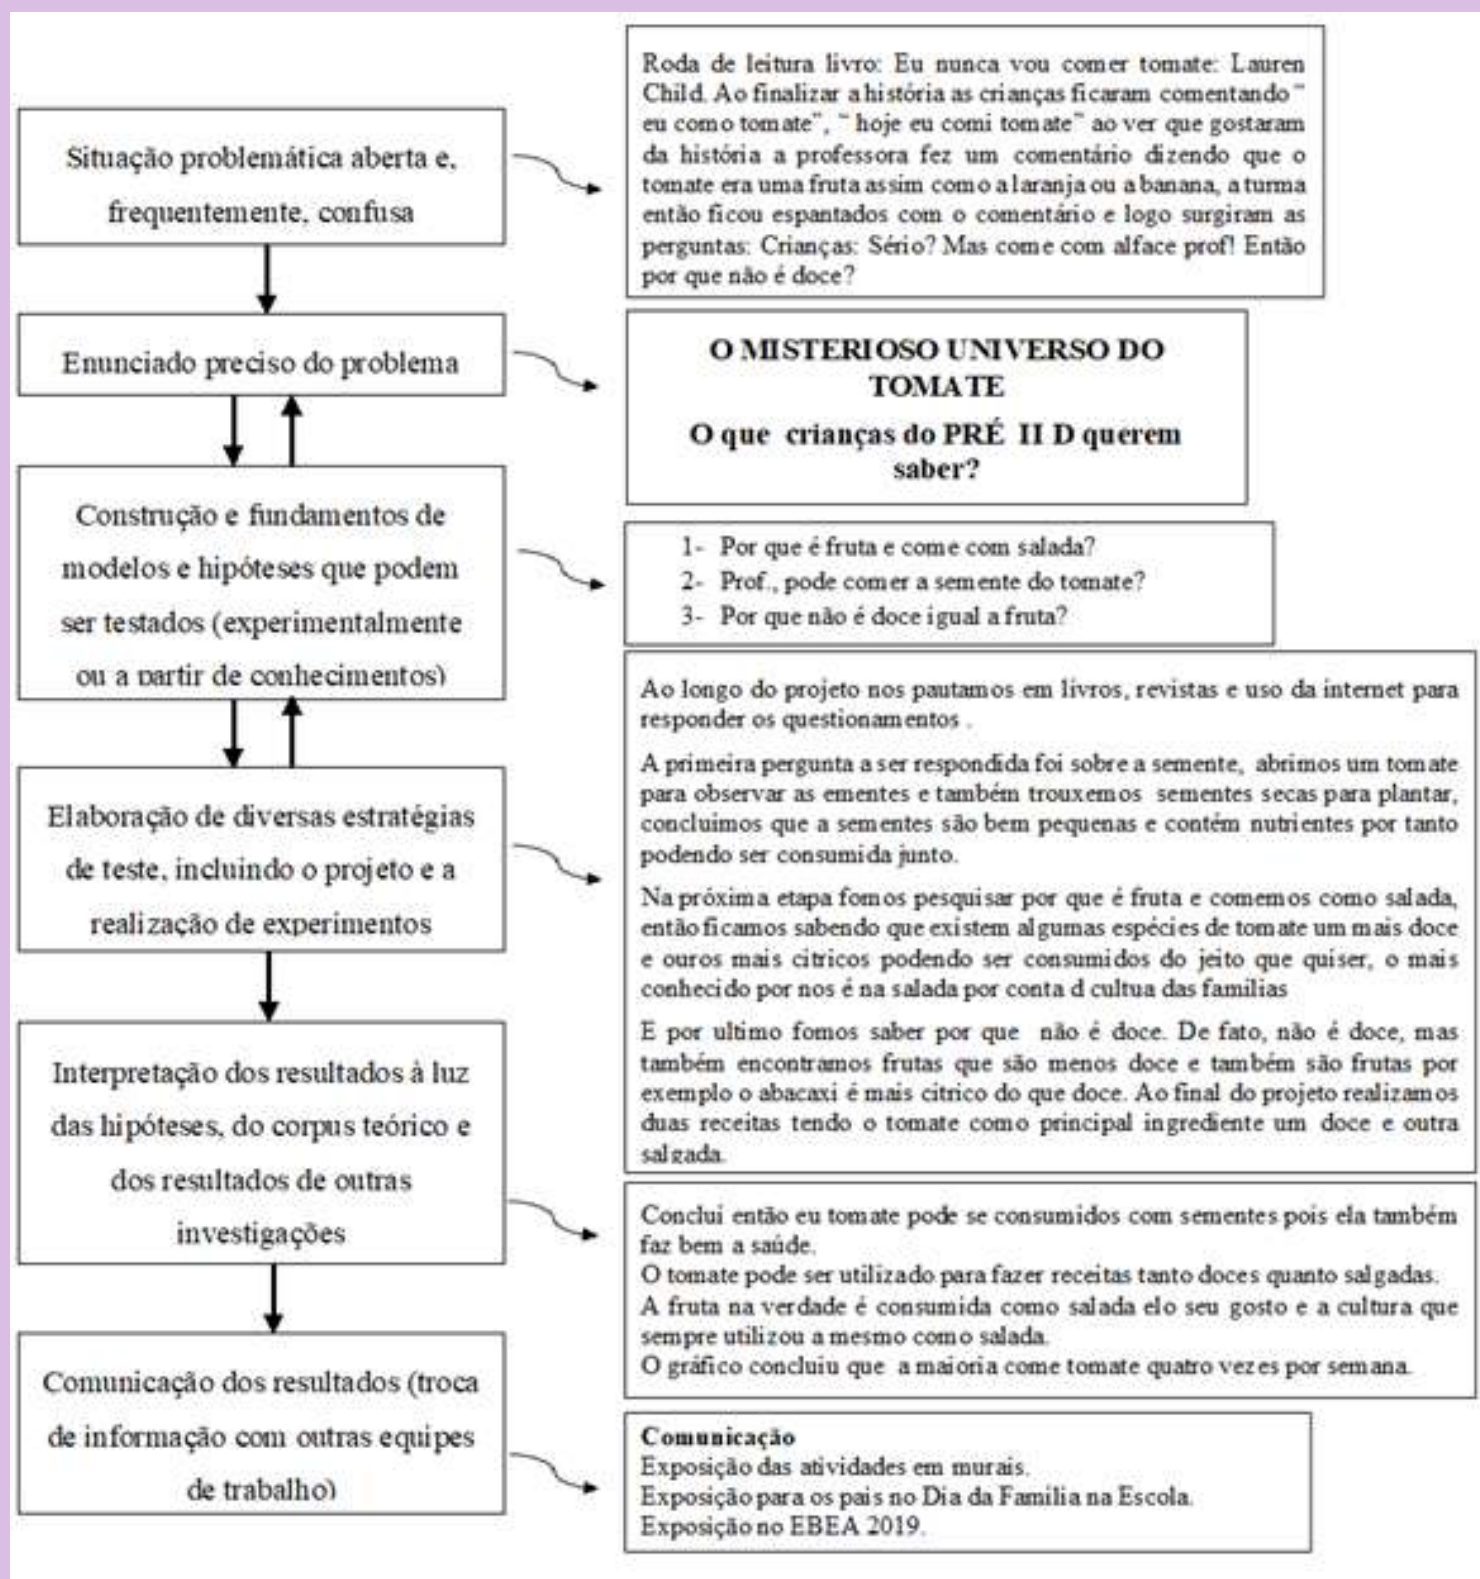 Situação problemática aberta e,
frequentemente, confusa
Roda de leitura livro: Eu nunca vou comer tomate: Lauren
Child. Ao finalizar a história as crianças ficaram comentando "
eu como tomate", " hoje eu comi tomate" ao ver que gostaram
da história a professora fez um comentário dizendo que o
tomate era uma fruta assim como a laranja ou a banana, a turma
então ficou espantados com o comentário e logo surgiram as
perguntas: Crianças: Sério? Mas come com alface prof! Então
por que não é doce?
Enunciado preciso do problema
O MISTERIOSO UNIVERSO DO
TOMATE
O que crianças do PRÉ II D querem
saber?
Construção e fundamentos de
modelos e hipóteses que podem
ser testados (experimentalmente
ou a partir de conhecimentos)
1- Por que é fruta e come com salada?
2- Prof., pode comer a semente do tomate?
3- Por que não é doce igual a fruta?
Elaboração de diversas estratégias
de teste, incluindo o projeto e a
realização de experimentos
Ao longo do projeto nos pautamos em livros, revistas e uso da internet para
responder os questionamentos .
A primeira pergunta a ser respondida foi sobre a semente, abrimos um tomate
para observar as ementes e também trouxemos sementes secas para plantar,
concluimos que a sementes são bem pequenas e contém nutrientes por tanto
podendo ser consumida junto.
Na próxima etapa fomos pesquisar por que é fruta e comemos como salada,
então ficamos sabendo que existem algumas espécies de tomate um mais doce
e ouros mais citricos podendo ser consumidos do jeito que quiser, o mais
conhecido por nos é na salada por conta d cultua das famílias
E por ultimo fomos saber por que não é doce. De fato, não é doce, mas
também encontramos frutas que são menos doce e também são frutas por
exemplo o abacaxi é mais citrico do que doce. Ao final do projeto realizamos
duas receitas tendo o tomate como principal ingrediente um doce e outra
salgada.
Interpretação dos resultados à luz
das hipóteses, do corpus teórico e
dos resultados de outras
investigações
Conclui então eu tomate pode se consumidos com sementes pois ela também
faz bem a saúde.
O tomate pode ser utilizado para fazer receitas tanto doces quanto salgadas.
A fruta na verdade é consumida como salada elo seu gosto e a cultura que
sempre utilizou a mesmo como salada.
O gráfico concluiu que a maioria come tomate quatro vezes por semana.
Comunicação dos resultados (troca
de informação com outras equipes
de trabalho)
Comunicação
Exposição das atividades em murais.
Exposição para os pais no Dia da Família na Escola.
Exposição no EBEA 2019.